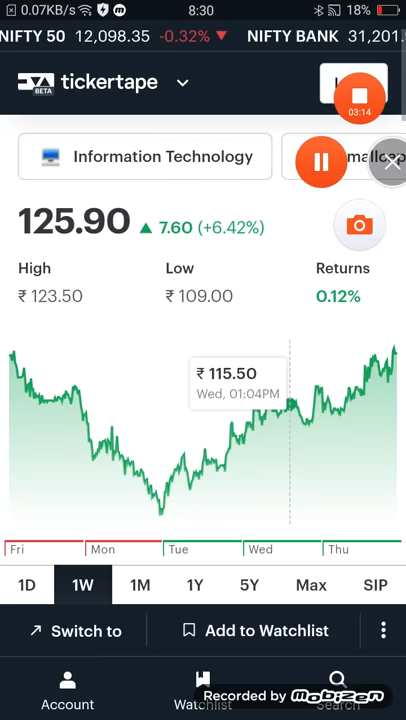 0.07KB/s 8:30 18%
NIFTY 50 12,098.35 -0.32% ▼ NIFTY BANK 31,201.
BETA tickertape
03:14
Information Technology
125.90 ▲ 7.60 (+6.42%)
High Low Returns
₹ 123.50 ₹ 109.00 0.12%
₹ 115.50
Wed, 01:04PM
Fri Mon Tue Wed Thu
1D 1W 1M 1Y 5Y Max SIP
Switch to Add to Watchlist
Account Watchlist Search
Recorded by MOBIZEN